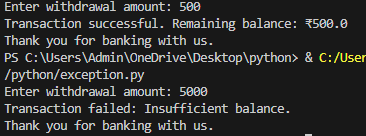 Enter withdrawal amount: 500
Transaction successful. Remaining balance: ₹500.0
Thank you for banking with us.
PS C:\Users\Admin\OneDrive\Desktop\python> & C:/User
/python/exception.py
Enter withdrawal amount: 5000
Transaction failed: Insufficient balance.
Thank you for banking with us.